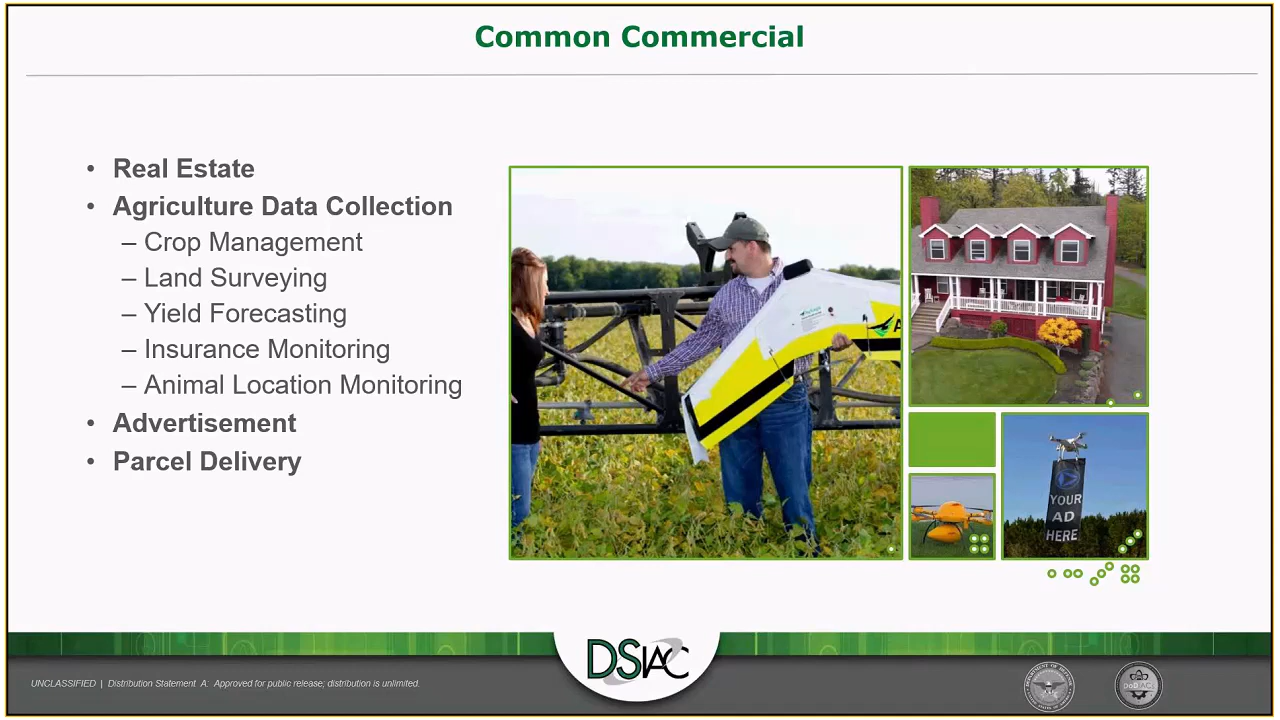 Common Commercial
• Real Estate
• Agriculture Data Collection
– Crop Management
– Land Surveying
– Yield Forecasting
– Insurance Monitoring
– Animal Location Monitoring
• Advertisement
• Parcel Delivery
YOUR
AD
HERE
DSIAC
UNCLASSIFIED | Distribution Statement A: Approved for public release; distribution is unlimited.